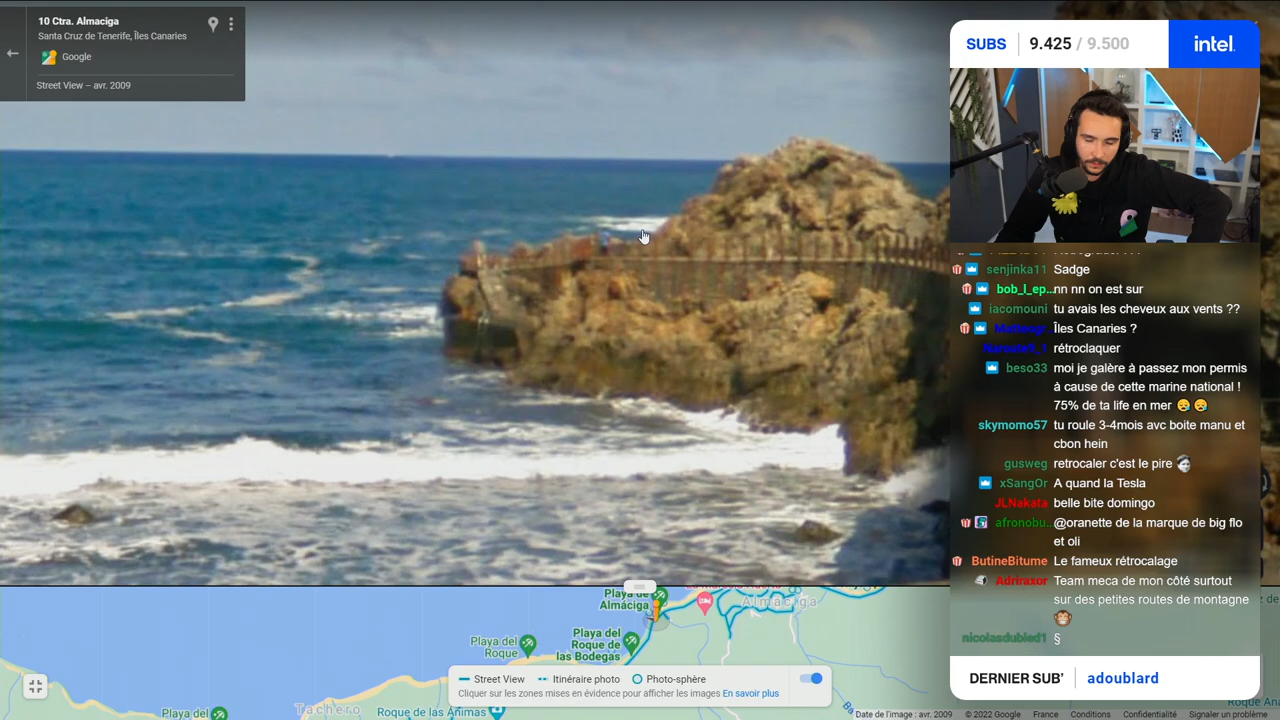 10 Ctra. Almaciga
Santa Cruz de Tenerife, Îles Canaries
Google
Street View – avr. 2009
SUBS 9.425 / 9.500
intel.
senjinka11 Sadge
bob_l_ep... nn nn on est sur
iacomouni tu avais les cheveux aux vents ??
Îles Canaries ?
rétroclaquer
beso33 moi je galère à passez mon permis
à cause de cette marine national !
75% de ta life en mer
skymomo57 tu roule 3-4mois avc boite manu et
cbon hein
gusweg retrocaler c'est le pire
xSangOr A quand la Tesla
JLNakata belle bite domingo
afronobu... @oranette de la marque de big flo
et oli
ButineBitume Le fameux rétrocalage
Adriraxor Team meca de mon côté surtout
sur des petites routes de montagne
nicolasdubled1 §
DERNIER SUB' adoublard
Playa de
Almáciga
Almaciga
Playa del
Roque
Playa del
Roque de
las Bodegas
Tachero
Roque de las Ánimas
Playa del
Street View
Itinéraire photo
Photo-sphère
Cliquer sur les zones mises en évidence pour afficher les images En savoir plus
Date de l'image : avr. 2009 © 2022 Google France Conditions Confidentialité Signaler un problème